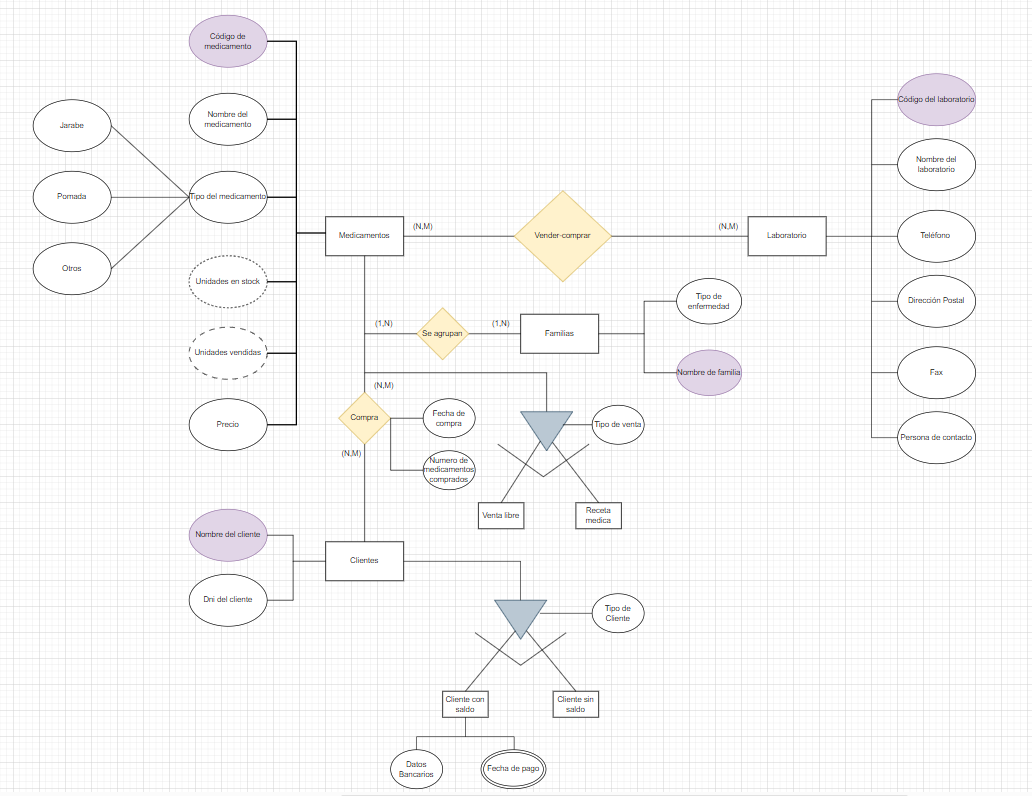 Código de
medicamento
Nombre del
medicamento
Jarabe
Pomada
Tipo del medicamento
Otros
Unidades en stock
Unidades vendidas
Precio
Medicamentos
(N,M)
Vender-comprar
(N,M)
Laboratorio
Código del laboratorio
Nombre del
laboratorio
Teléfono
Dirección Postal
Fax
Persona de contacto
(1,N)
Se agrupan
(1,N)
Familias
Tipo de
enfermedad
Nombre de familia
(N,M)
Compra
(N,M)
Fecha de
compra
Numero de
medicamentos
comprados
Tipo de venta
Venta libre
Receta
medica
Nombre del cliente
Dni del cliente
Clientes
Tipo de
Cliente
Cliente con
saldo
Cliente sin
saldo
Datos
Bancarios
Fecha de pago